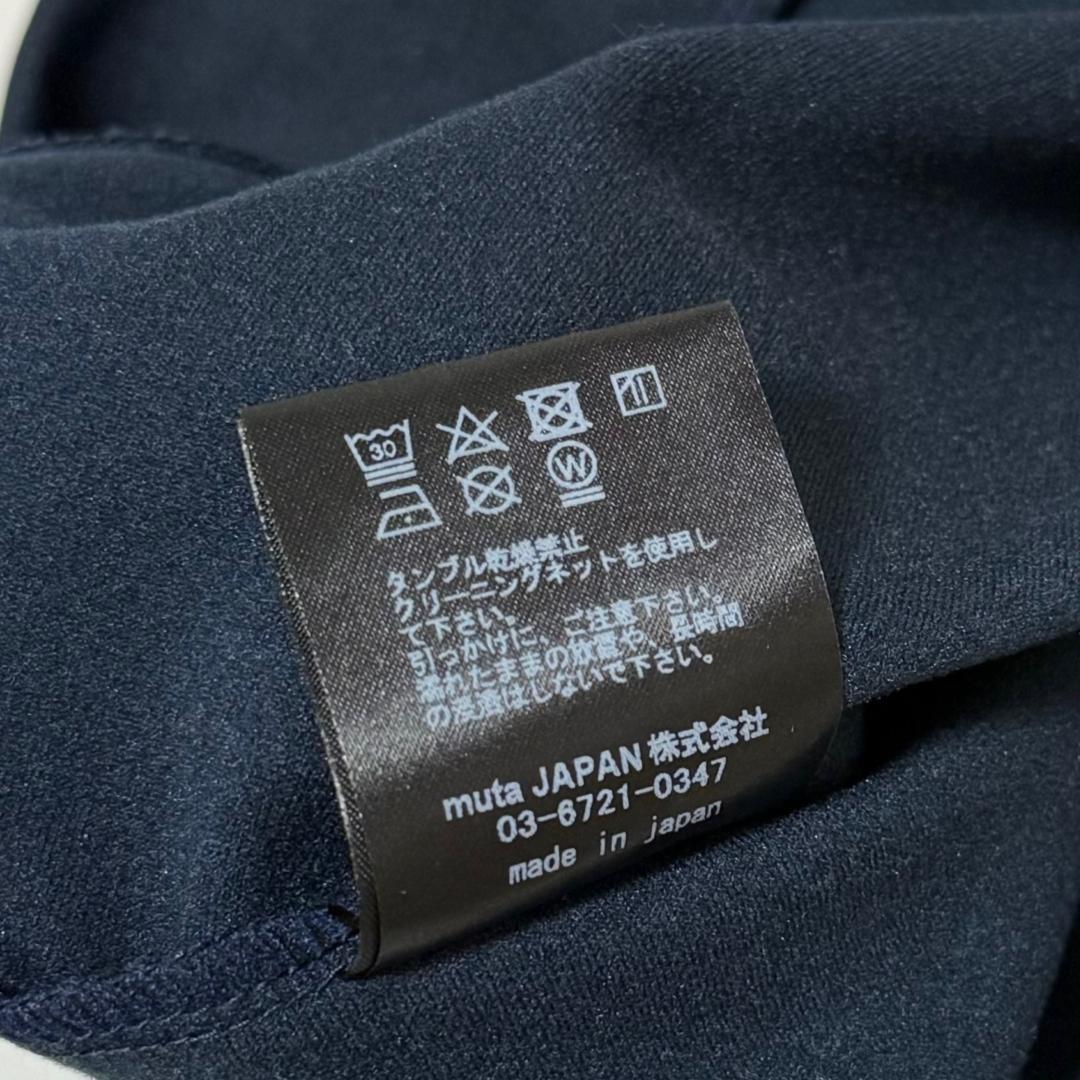 30
W
タンブル乾燥禁止
クリーニングネットを使用し
て下さい。
引っかけに、ご注意下さい。
濡れたままの放置や、長時間
の浸漬はしないで下さい。
muta JAPAN 株式会社
03-6721-0347
made in japan